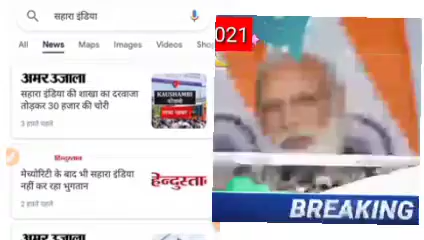 सहारा इंडिया
All News Maps Images Videos Shop
अमर उजाला
सहारा इंडिया की शाखा का दरवाजा
तोड़कर 30 हजार की चोरी
KAUSHAMBI
3 हफ्ते पहले
हिन्दुस्तान
मेच्योरिटी के बाद भी सहारा इंडिया
नहीं कर रहा भुगतान
हिन्दुस्तान
2 हफ्ते पहले
अमर उजाला
021
BREAKING